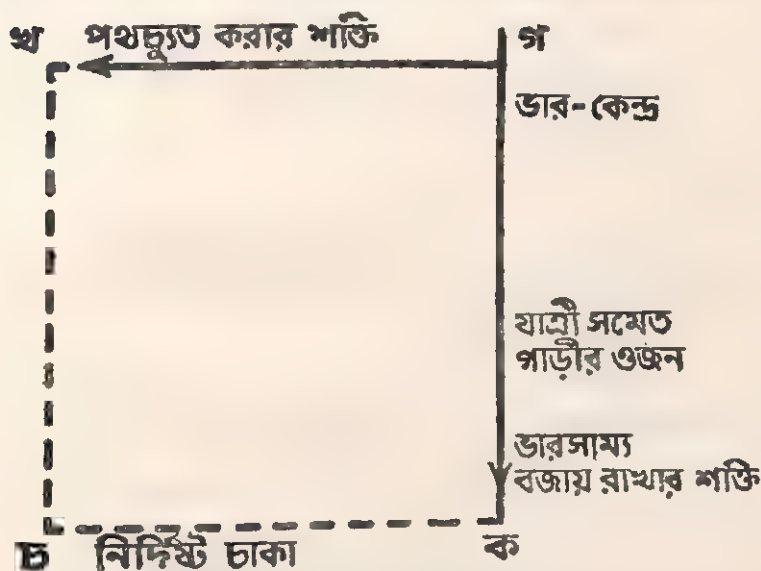 খ পথচ্যুত করার শক্তি গ
ভার-কেন্দ্র
যাত্রী সমেত
গাড়ীর ওজন
ভারসাম্য
বজায় রাখার শক্তি
চ নির্দিষ্ট চাকা ক